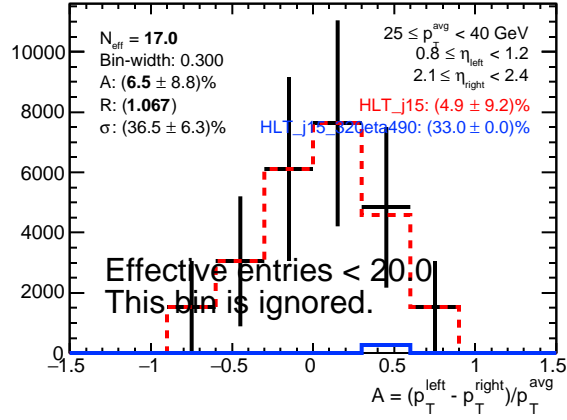 N_eff = 17.0
Bin-width: 0.300
A: (6.5 ± 8.8)%
R: (1.067)
σ: (36.5 ± 6.3)%
25 ≤ p_T^avg < 40 GeV
0.8 ≤ η_left < 1.2
2.1 ≤ η_right < 2.4
HLT_j15: (4.9 ± 9.2)%
HLT_j15_320eta490: (33.0 ± 0.0)%
Effective entries < 20.0
This bin is ignored.
10000
8000
6000
4000
2000
0
−1.5 −1 −0.5 0 0.5 1 1.5
A = (p_T^left - p_T^right)/p_T^avg